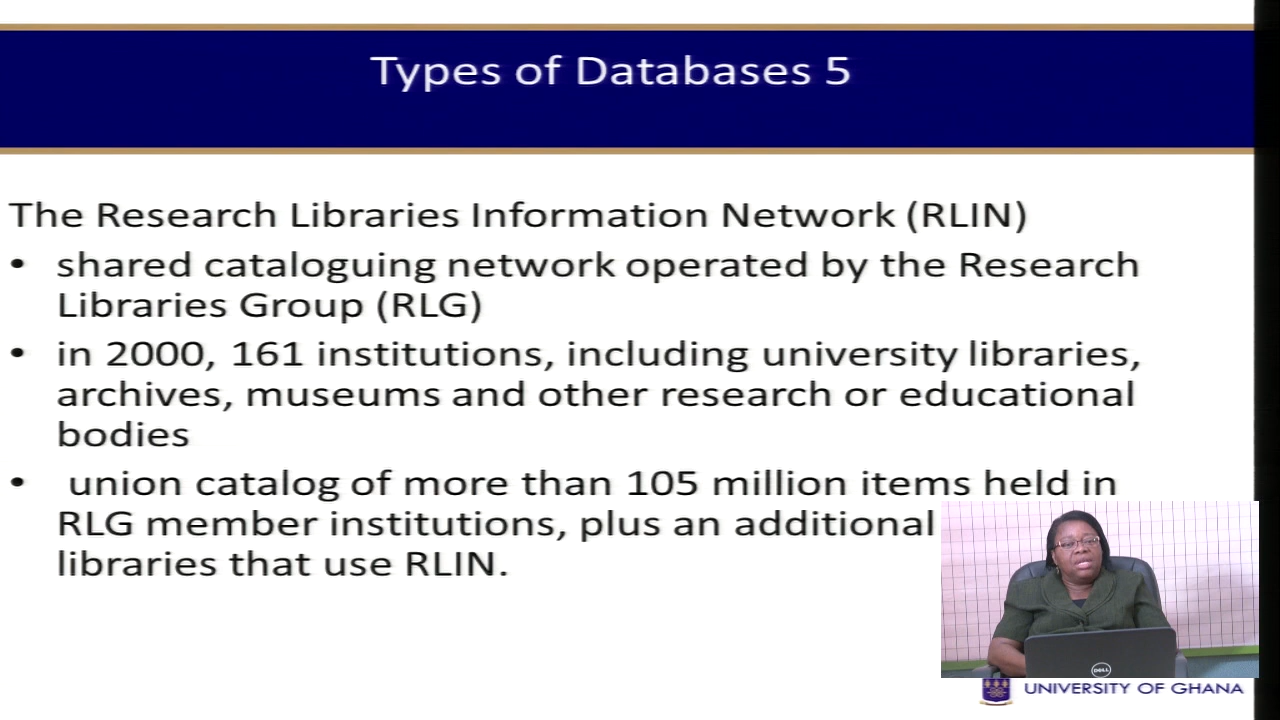 Types of Databases 5
The Research Libraries Information Network (RLIN)
• shared cataloguing network operated by the Research
Libraries Group (RLG)
• in 2000, 161 institutions, including university libraries,
archives, museums and other research or educational
bodies
• union catalog of more than 105 million items held in
RLG member institutions, plus an additional
libraries that use RLIN.
DELL
UNIVERSITY OF GHANA